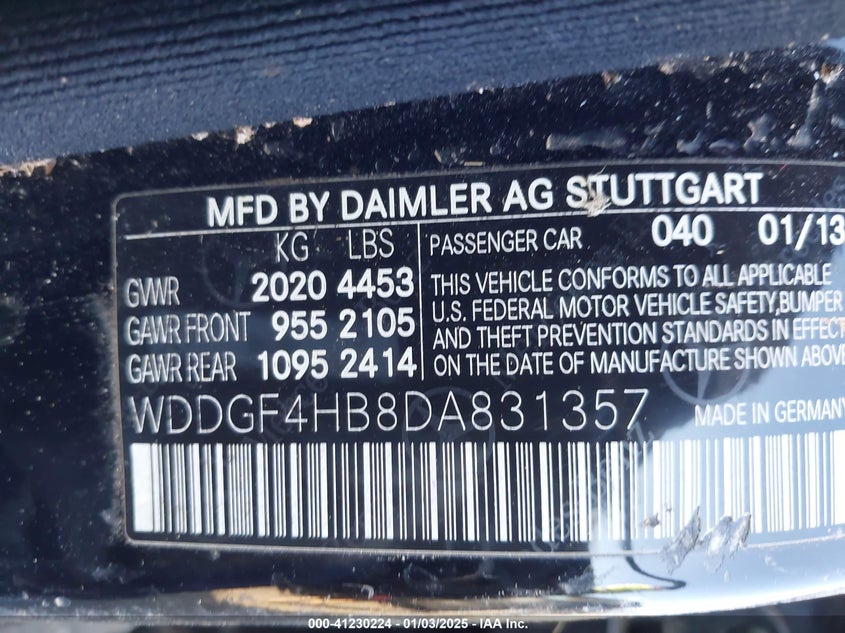 MFD BY DAIMLER AG STUTTGART
KG LBS
GVWR 2020 4453
GAWR FRONT 955 2105
GAWR REAR 1095 2414
PASSENGER CAR 040 01/13
THIS VEHICLE CONFORMS TO ALL APPLICABLE
U.S. FEDERAL MOTOR VEHICLE SAFETY,BUMPER
AND THEFT PREVENTION STANDARDS IN EFFECT
ON THE DATE OF MANUFACTURE SHOWN ABOVE
WDDGF4HB8DA831357 MADE IN GERMANY
000-41230224 - 01/03/2025 - IAA Inc.